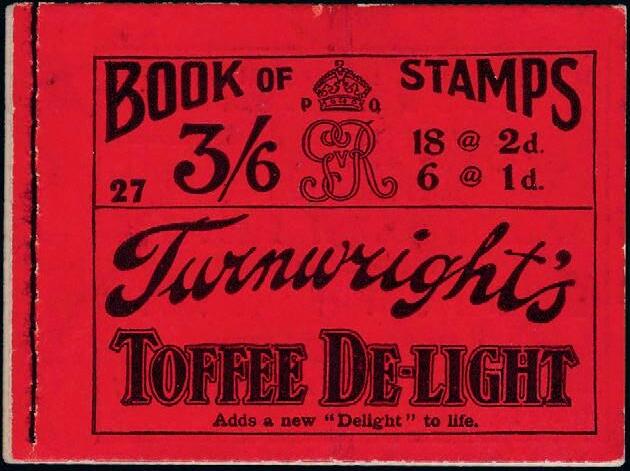 BOOK OF STAMPS
P O
3/6 GvR 18 @ 2d.
27 6 @ 1d.
Turnwright's
TOFFEE DE-LIGHT
Adds a new "Delight" to life.